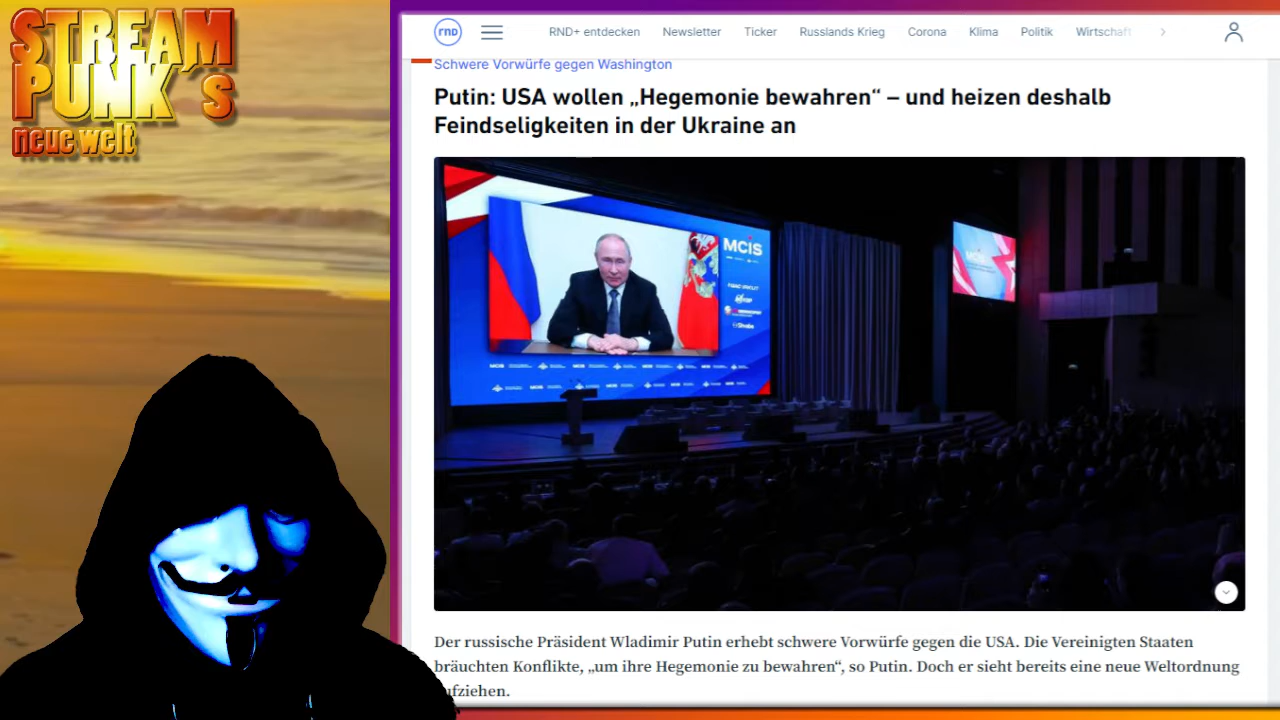 STREAM
PUNK´s
neue welt
rnd
RND+ entdecken Newsletter Ticker Russlands Krieg Corona Klima Politik Wirtschaft
Schwere Vorwürfe gegen Washington
Putin: USA wollen „Hegemonie bewahren“ – und heizen deshalb
Feindseligkeiten in der Ukraine an
MCIS
Der russische Präsident Wladimir Putin erhebt schwere Vorwürfe gegen die USA. Die Vereinigten Staaten
bräuchten Konflikte, „um ihre Hegemonie zu bewahren“, so Putin. Doch er sieht bereits eine neue Weltordnung
ufziehen.